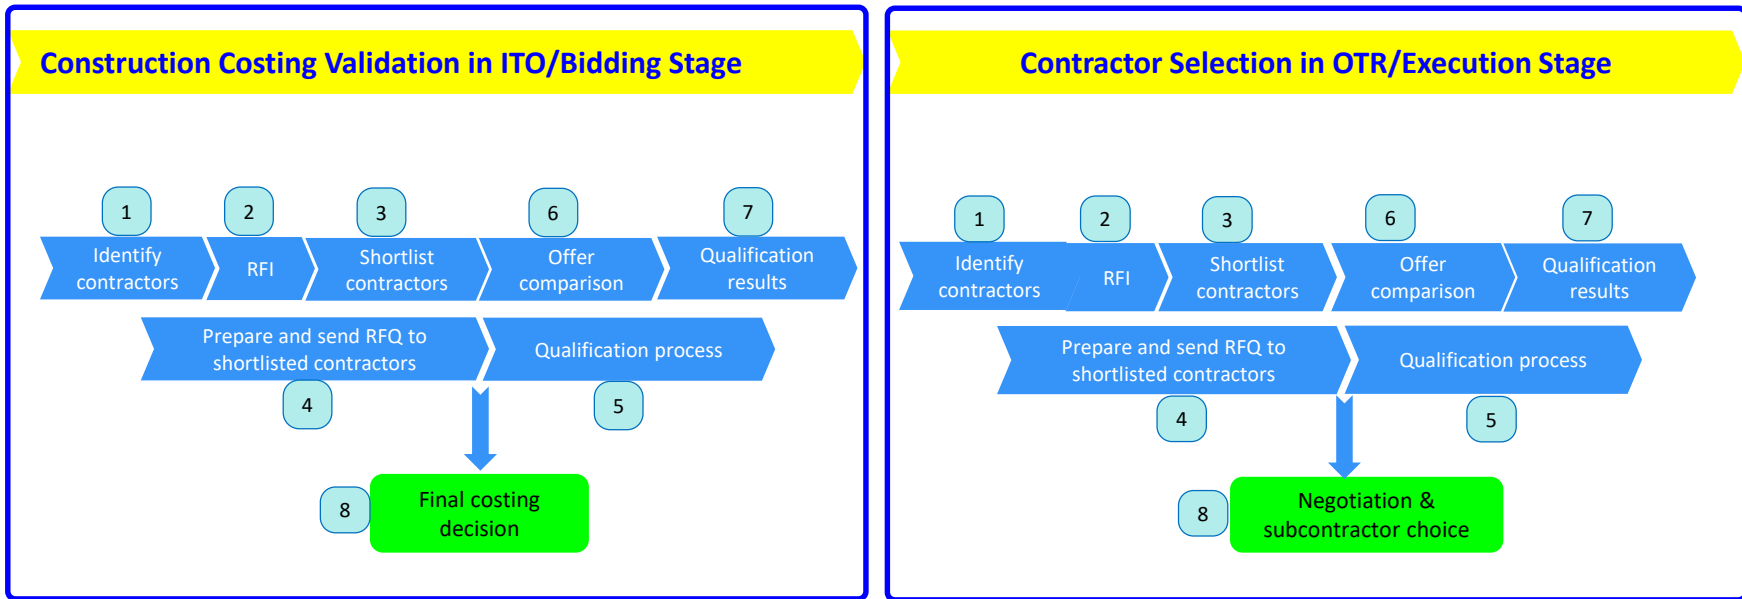 Construction Costing Validation in ITO/Bidding Stage
1
2
3
6
7
Identify
contractors
RFI
Shortlist
contractors
Offer
comparison
Qualification
results
Prepare and send RFQ to
shortlisted contractors
Qualification process
4
5
8
Final costing
decision
Contractor Selection in OTR/Execution Stage
1
2
3
6
7
Identify
contractors
RFI
Shortlist
contractors
Offer
comparison
Qualification
results
Prepare and send RFQ to
shortlisted contractors
Qualification process
4
5
8
Negotiation &
subcontractor choice